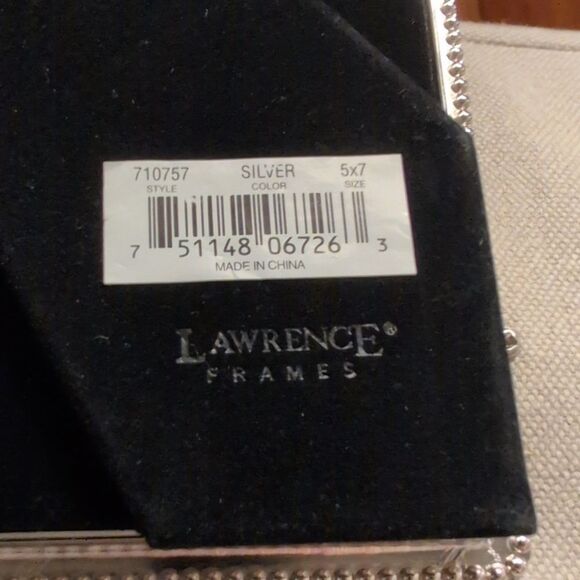 710757 SILVER 5x7
STYLE COLOR SIZE
7 51148 06726 3
MADE IN CHINA
LAWRENCE®
FRAMES